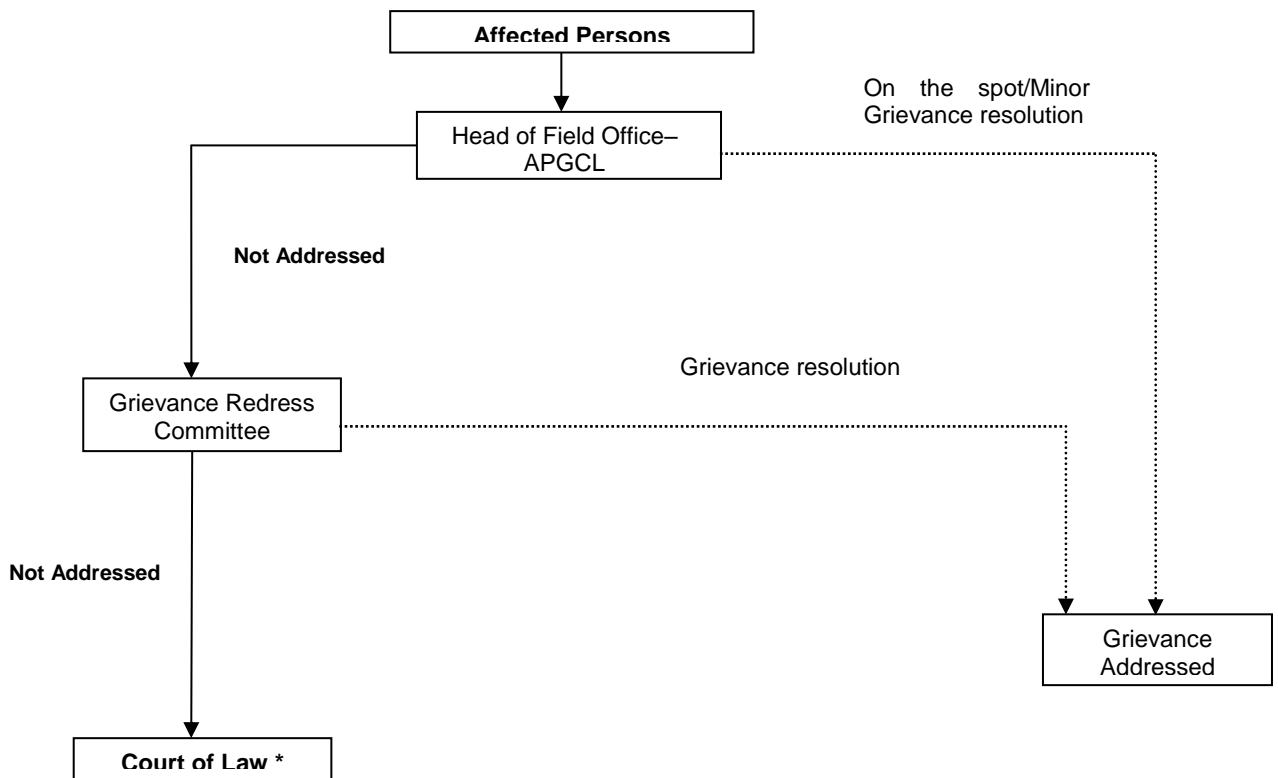 Affected Persons
On the spot/Minor
Grievance resolution
Head of Field Office–
APGCL
Not Addressed
Grievance resolution
Grievance Redress
Committee
Not Addressed
Grievance
Addressed
Court of Law *